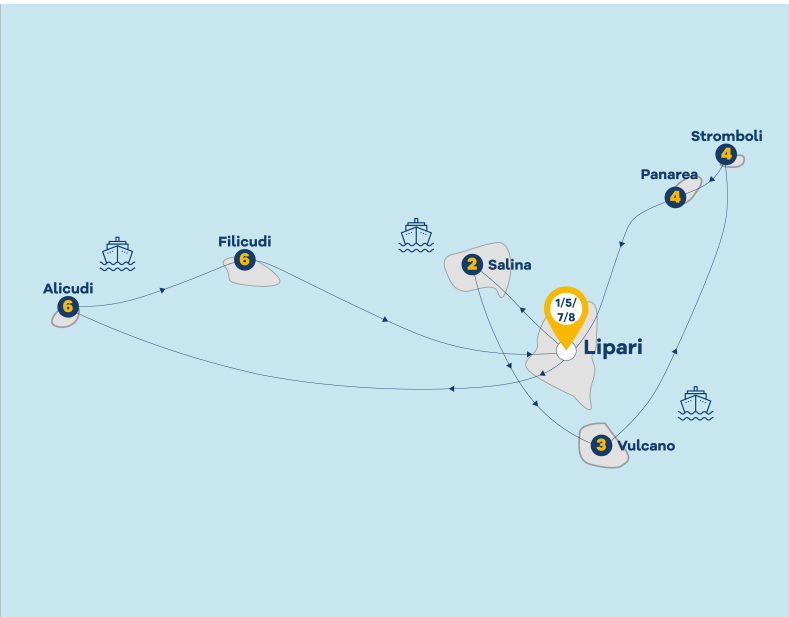 Stromboli
4
Panarea
4
Filicudi
6
2 Salina
Alicudi
6
1/5/
7/8
Lipari
3 Vulcano